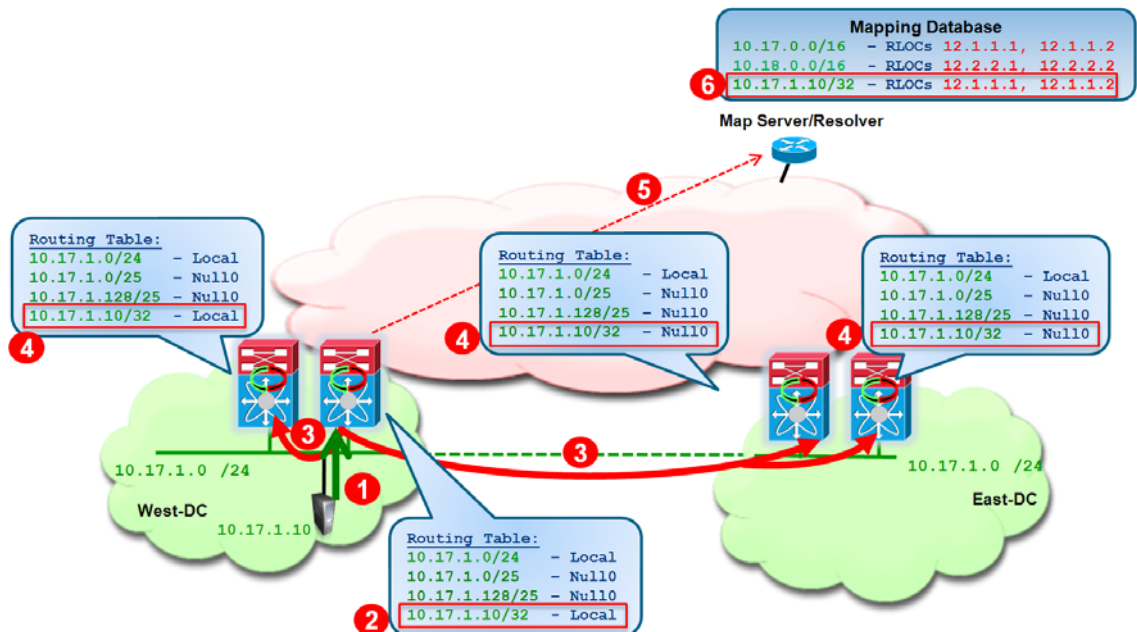 Mapping Database
10.17.0.0/16 - RLOCs 12.1.1.1, 12.1.1.2
10.18.0.0/16 - RLOCs 12.2.2.1, 12.2.2.2
6
10.17.1.10/32 - RLOCs 12.1.1.1, 12.1.1.2
Map Server/Resolver
5
Routing Table:
10.17.1.0/24 - Local
10.17.1.0/25 - Null0
10.17.1.128/25 - Null0
10.17.1.10/32 - Local
4
Routing Table:
10.17.1.0/24 - Local
10.17.1.0/25 - Null0
10.17.1.128/25 - Null0
10.17.1.10/32 - Null0
4
Routing Table:
10.17.1.0/24 - Local
10.17.1.0/25 - Null0
10.17.1.128/25 - Null0
10.17.1.10/32 - Null0
4
3
3
10.17.1.0 /24
10.17.1.0 /24
1
West-DC
East-DC
10.17.1.10
Routing Table:
10.17.1.0/24 - Local
10.17.1.0/25 - Null0
10.17.1.128/25 - Null0
10.17.1.10/32 - Local
2